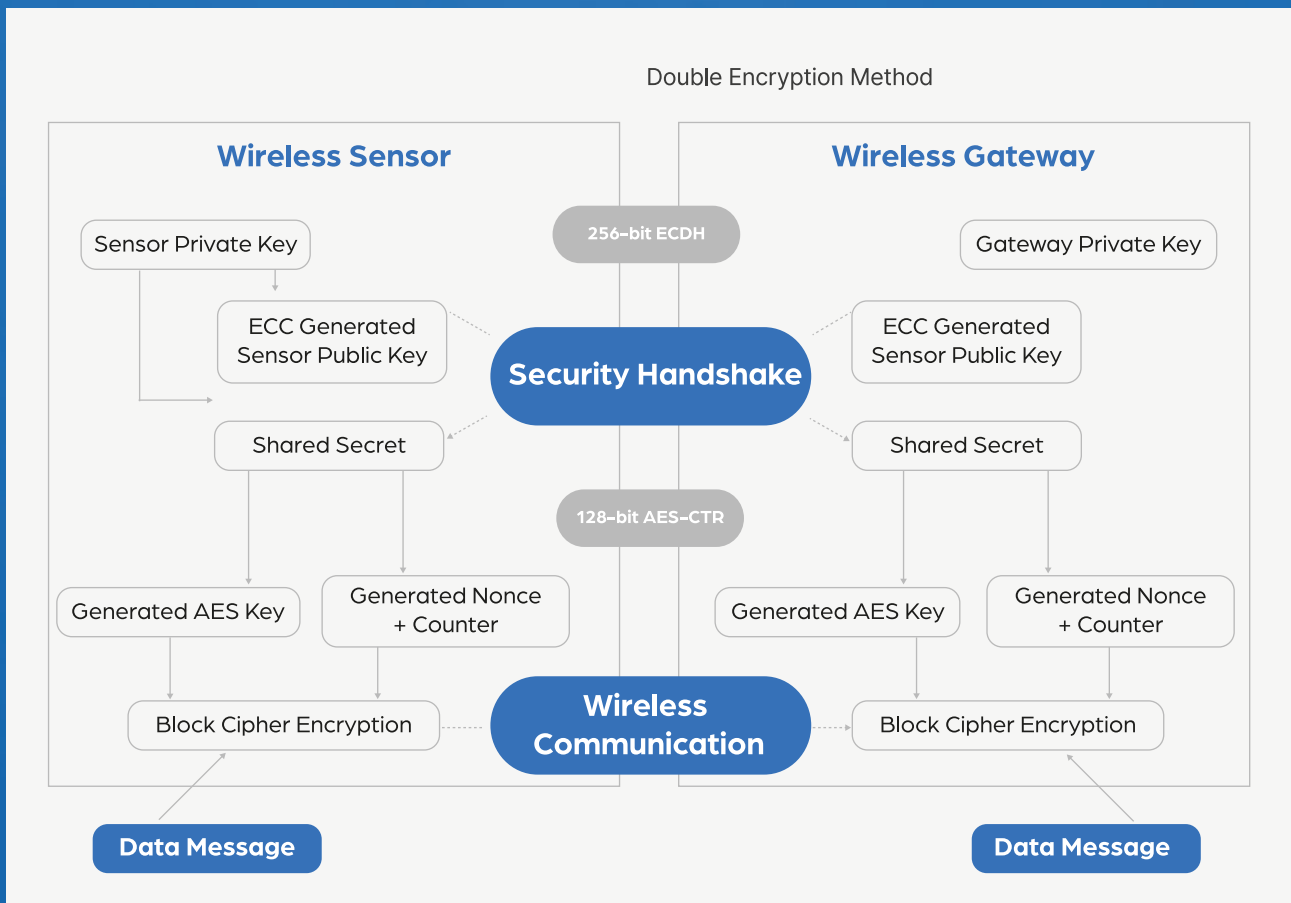 Double Encryption Method
Wireless Sensor
Wireless Gateway
256-bit ECDH
Sensor Private Key
Gateway Private Key
ECC Generated
Sensor Public Key
ECC Generated
Sensor Public Key
Security Handshake
Shared Secret
Shared Secret
128-bit AES-CTR
Generated AES Key
Generated Nonce
+ Counter
Generated AES Key
Generated Nonce
+ Counter
Block Cipher Encryption
Wireless
Communication
Block Cipher Encryption
Data Message
Data Message